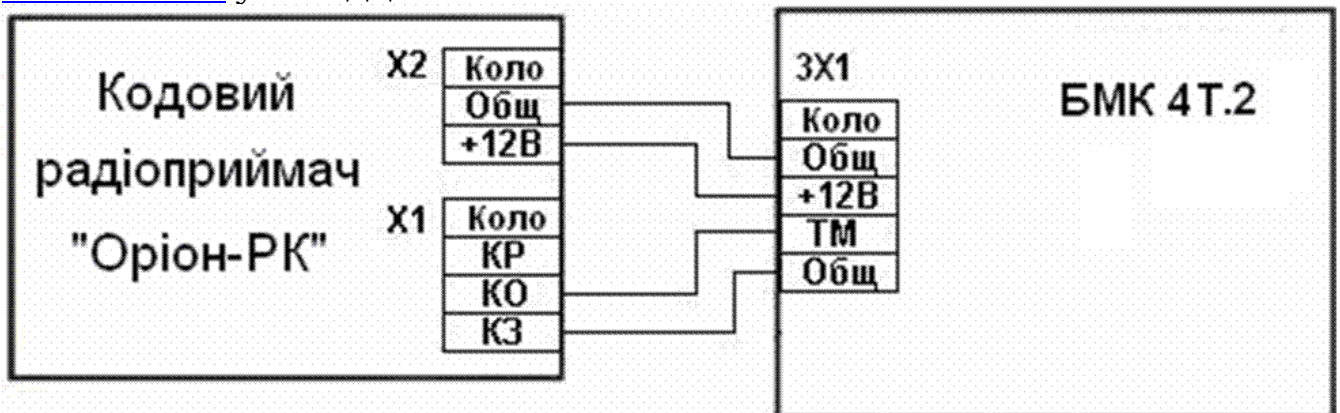 Кодовий
радіоприймач
"Оріон-РК"
X2
Коло
Общ
+12В
X1
Коло
КР
КО
КЗ
3X1
Коло
Общ
+12В
ТМ
Общ
БМК 4Т.2